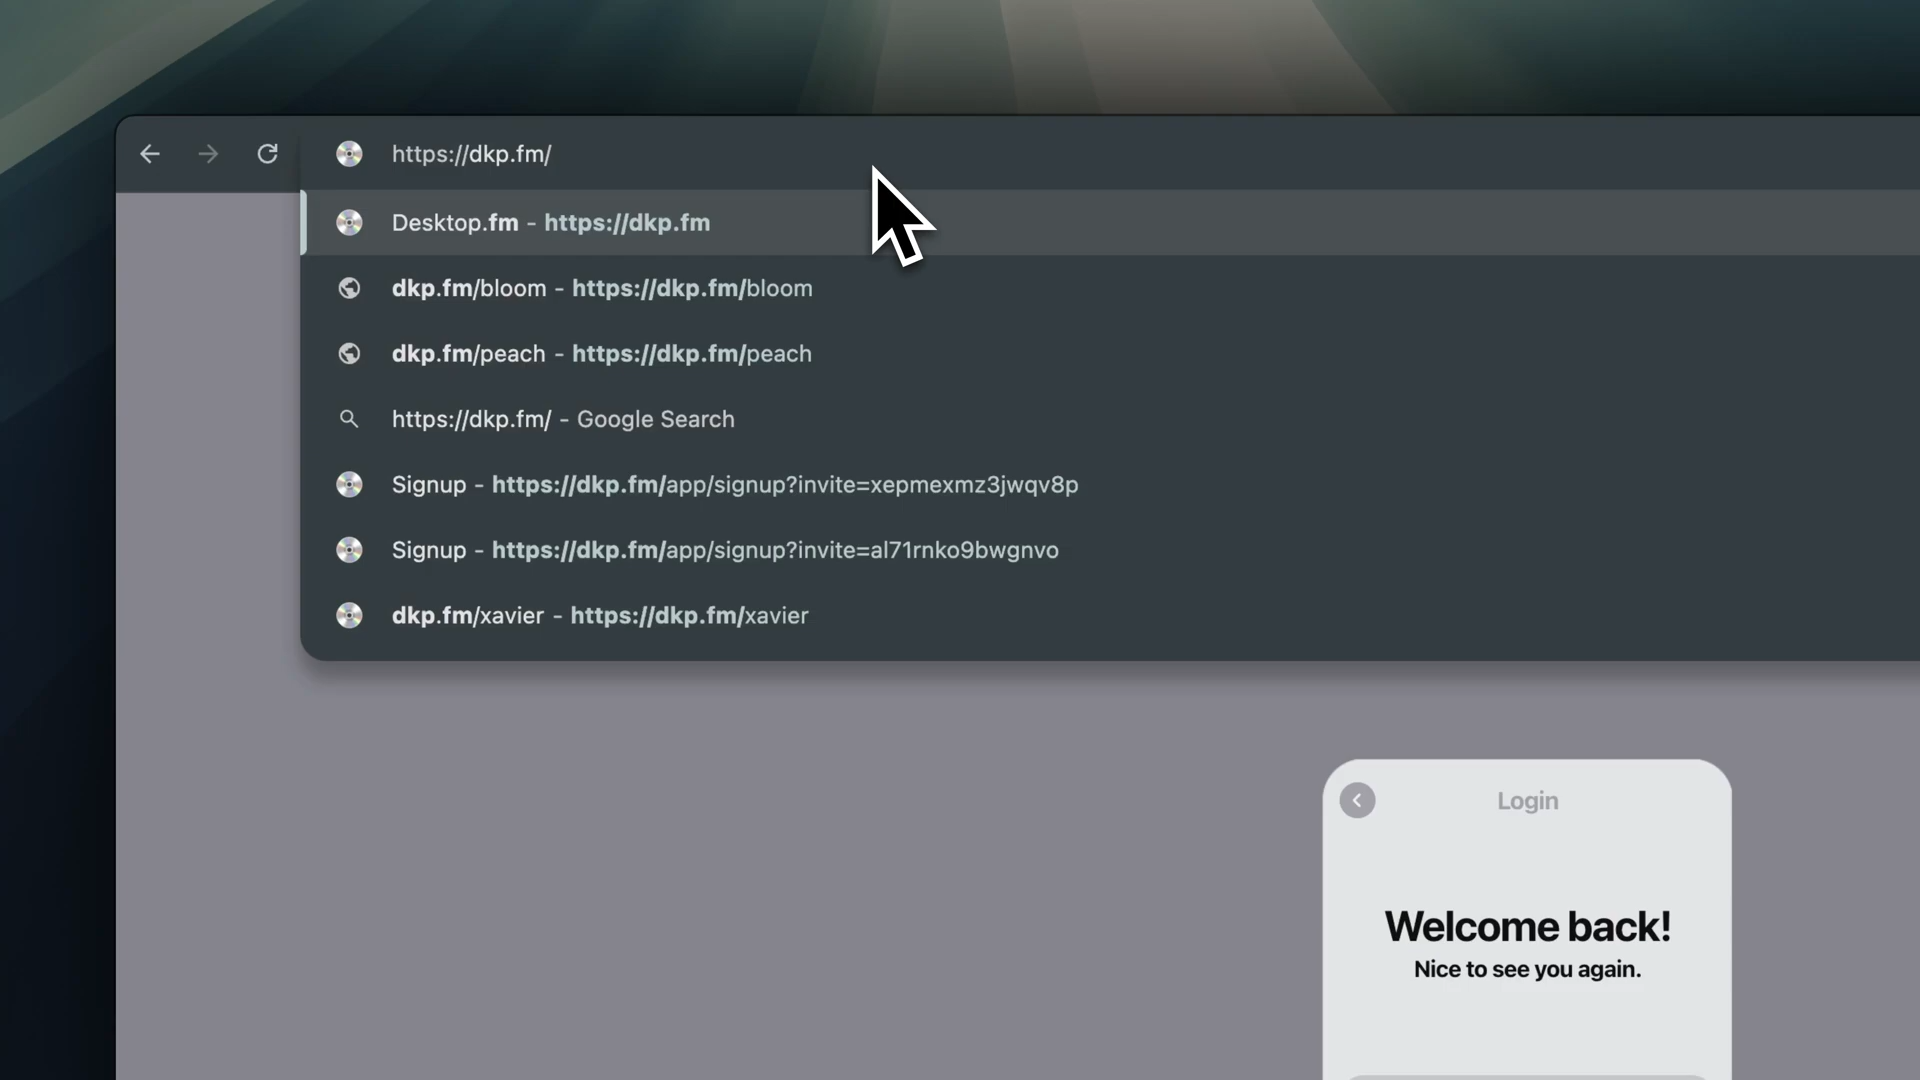 https://dkp.fm/
Desktop.fm - https://dkp.fm
dkp.fm/bloom - https://dkp.fm/bloom
dkp.fm/peach - https://dkp.fm/peach
https://dkp.fm/ - Google Search
Signup - https://dkp.fm/app/signup?invite=xepmexmz3jwqv8p
Signup - https://dkp.fm/app/signup?invite=al71rnko9bwgnvo
dkp.fm/xavier - https://dkp.fm/xavier
Login
Welcome back!
Nice to see you again.